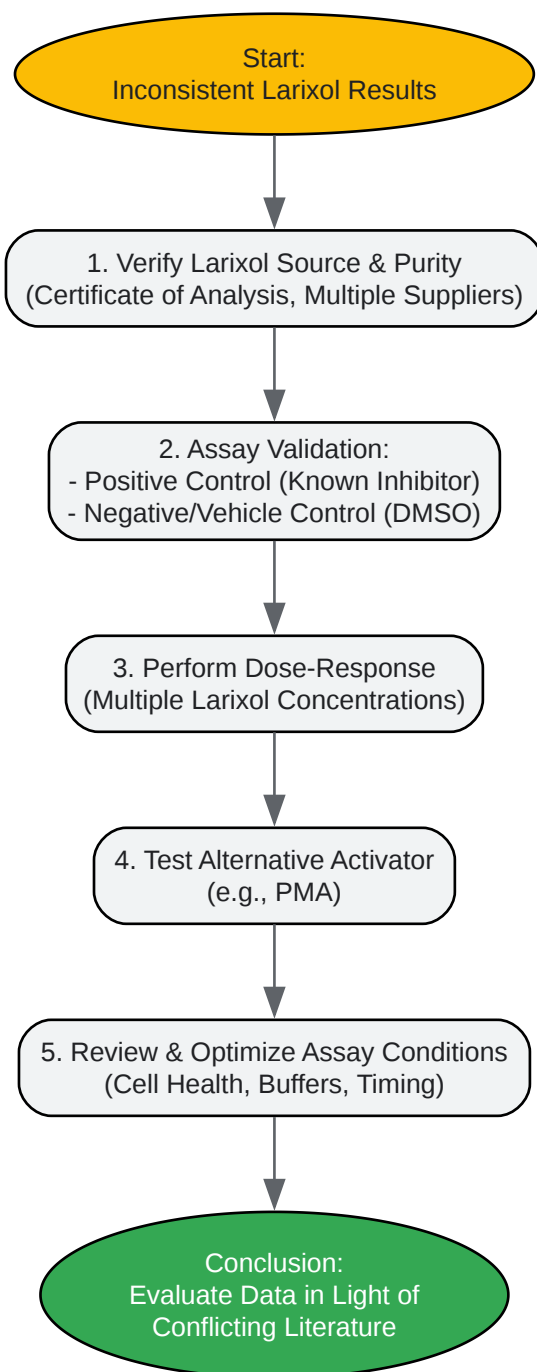 Start:
Inconsistent Larixol Results
1. Verify Larixol Source & Purity
(Certificate of Analysis, Multiple Suppliers)
2. Assay Validation:
- Positive Control (Known Inhibitor)
- Negative/Vehicle Control (DMSO)
3. Perform Dose-Response
(Multiple Larixol Concentrations)
4. Test Alternative Activator
(e.g., PMA)
5. Review & Optimize Assay Conditions
(Cell Health, Buffers, Timing)
Conclusion:
Evaluate Data in Light of
Conflicting Literature